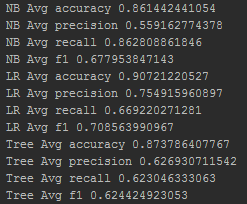 NB Avg accuracy 0.861442441054
NB Avg precision 0.559162774378
NB Avg recall 0.862808861846
NB Avg f1 0.677953847143
LR Avg accuracy 0.90721220527
LR Avg precision 0.754915960897
LR Avg recall 0.669220271281
LR Avg f1 0.708563990967
Tree Avg accuracy 0.873786407767
Tree Avg precision 0.626930711542
Tree Avg recall 0.623046333063
Tree Avg f1 0.624424923053